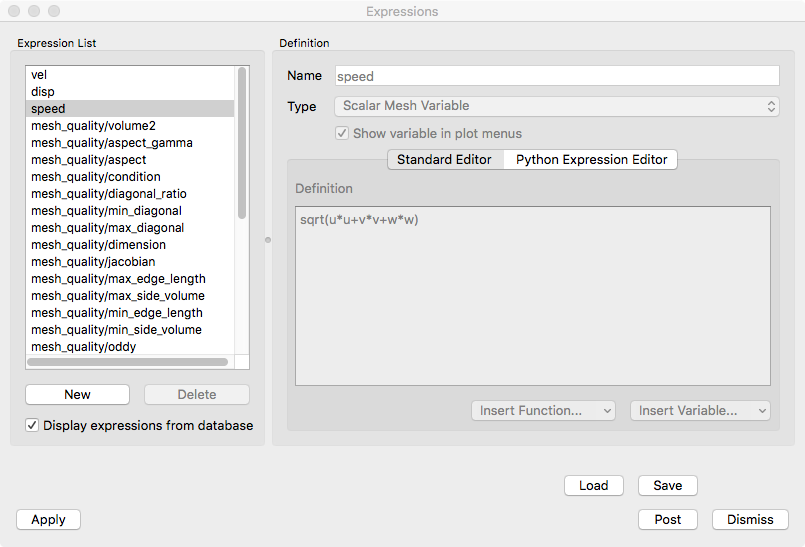 Expressions
Expression List
vel
disp
speed
mesh_quality/volume2
mesh_quality/aspect_gamma
mesh_quality/aspect
mesh_quality/condition
mesh_quality/diagonal_ratio
mesh_quality/min_diagonal
mesh_quality/max_diagonal
mesh_quality/dimension
mesh_quality/jacobian
mesh_quality/max_edge_length
mesh_quality/max_side_volume
mesh_quality/min_edge_length
mesh_quality/min_side_volume
mesh_quality/oddy
New Delete
Display expressions from database
Definition
Name speed
Type Scalar Mesh Variable
Show variable in plot menus
Standard Editor Python Expression Editor
Definition
sqrt(u*u+v*v+w*w)
Insert Function... Insert Variable...
Load Save
Apply Post Dismiss